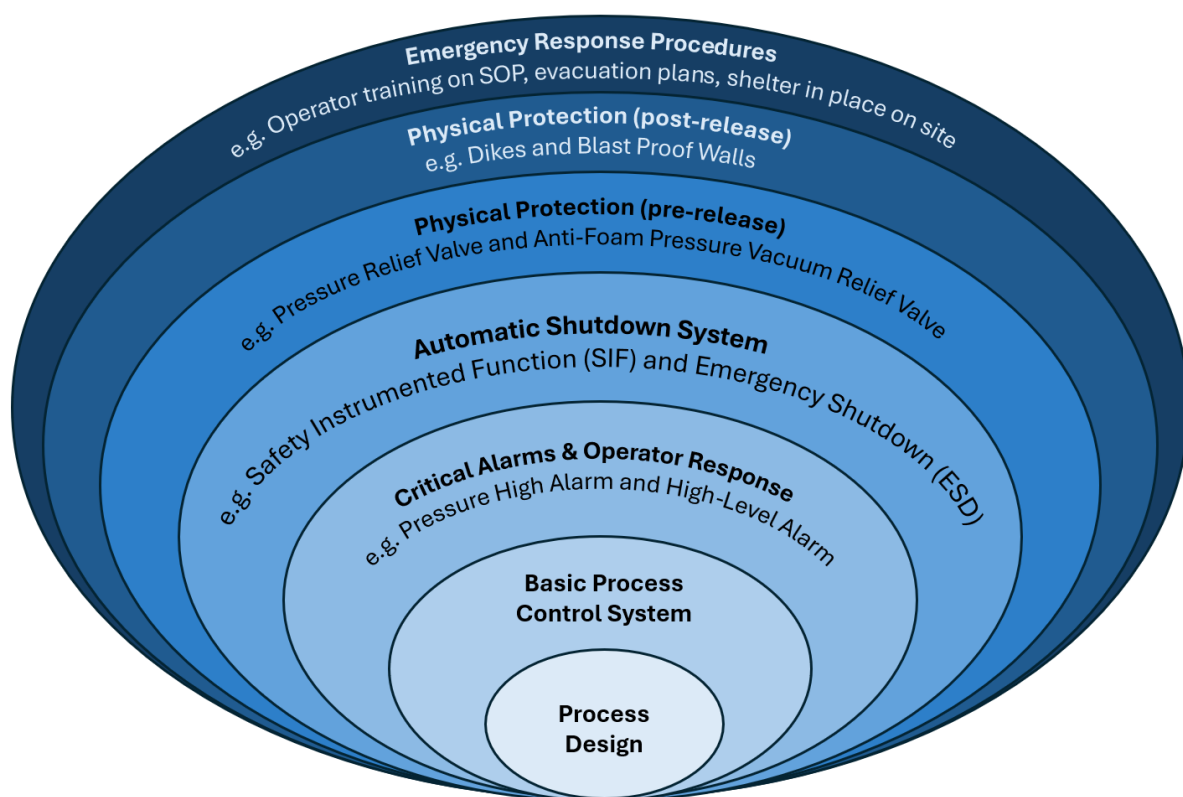 Emergency Response Procedures
e.g. Operator training on SOP, evacuation plans, shelter in place on site
Physical Protection (post-release)
e.g. Dikes and Blast Proof Walls
Physical Protection (pre-release)
e.g. Pressure Relief Valve and Anti-Foam Pressure Vacuum Relief Valve
Automatic Shutdown System
e.g. Safety Instrumented Function (SIF) and Emergency Shutdown (ESD)
Critical Alarms & Operator Response
e.g. Pressure High Alarm and High-Level Alarm
Basic Process
Control System
Process
Design